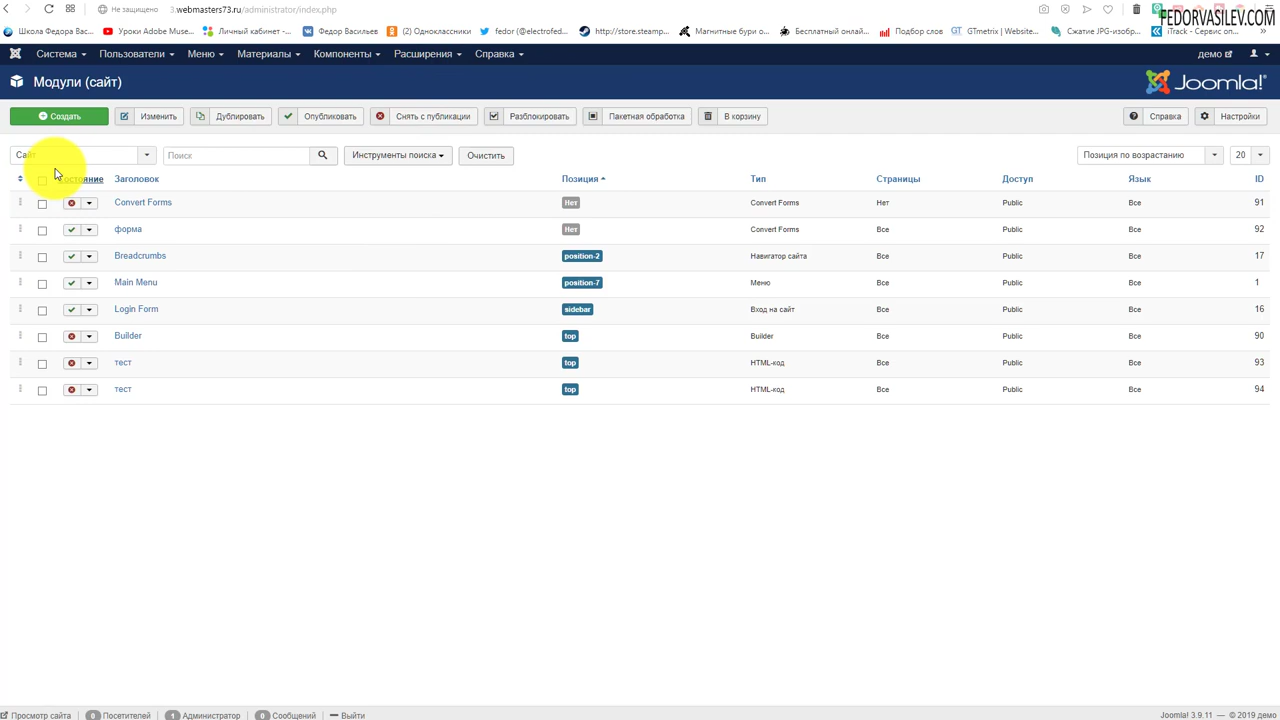 Не защищено 3.webmasters73.ru/administrator/index.php
FEDORVASILEV.COM
Школа Федора Вас... Уроки Adobe Muse... Личный кабинет -... Федор Васильев (2) Одноклассники fedor (@electrofed... http://store.steamp... Магнитные бури о... Бесплатный онлай... Подбор слов GTmetrix | Website... Сжатие JPG-изобр... iTrack - Сервис оп...
Система Пользователи Меню Материалы Компоненты Расширения Справка демо
Модули (сайт) Joomla!
Создать Изменить Дублировать Опубликовать Снять с публикации Разблокировать Пакетная обработка В корзину Справка Настройки
Сайт Поиск Инструменты поиска Очистить Позиция по возрастанию 20
Состояние Заголовок Позиция Тип Страницы Доступ Язык ID
Convert Forms Нет Convert Forms Нет Public Все 91
форма Нет Convert Forms Все Public Все 92
Breadcrumbs position-2 Навигатор сайта Все Public Все 17
Main Menu position-7 Меню Все Public Все 1
Login Form sidebar Вход на сайт Все Public Все 16
Builder top Builder Все Public Все 90
тест top HTML-код Все Public Все 93
тест top HTML-код Все Public Все 94
Просмотр сайта 0 Посетителей 1 Администратор 0 Сообщений Выйти Joomla! 3.9.11 — © 2019 демо